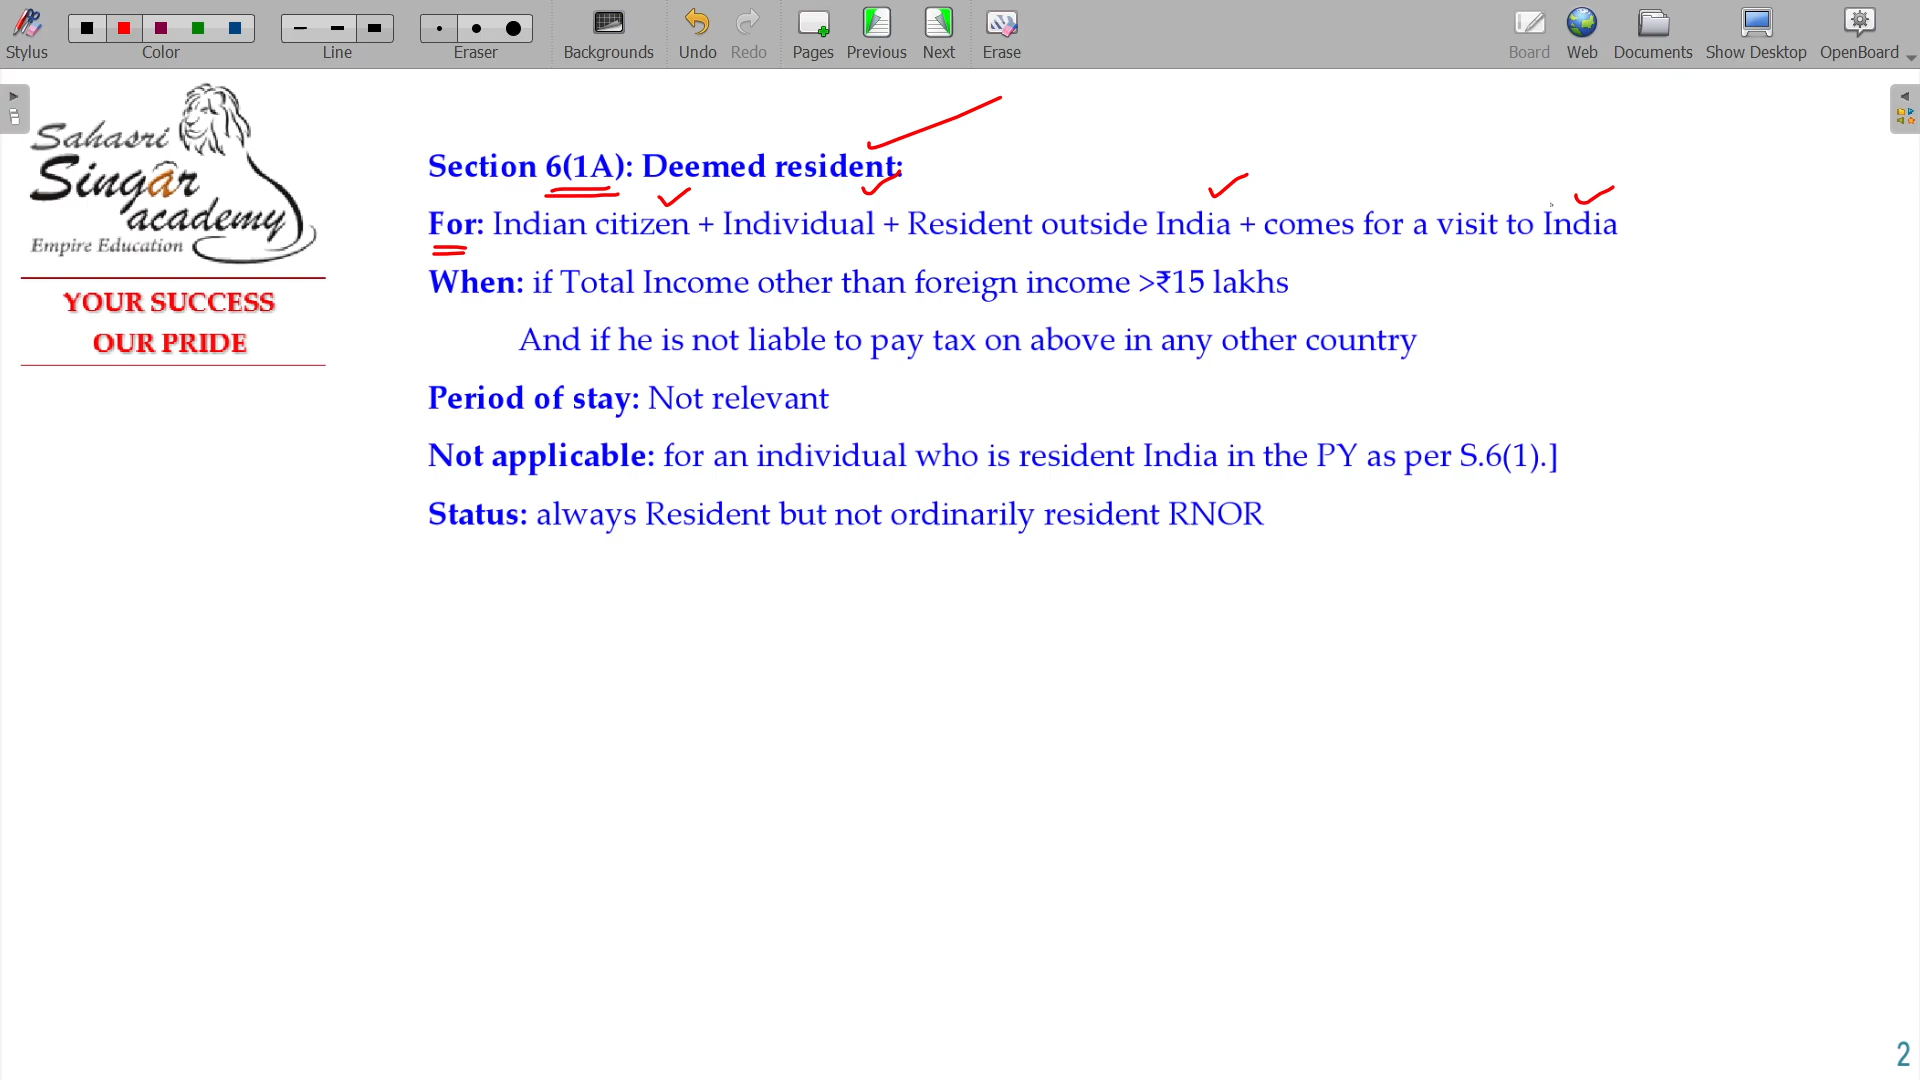 Stylus
Color
Line
Eraser
Backgrounds
Undo
Redo
Pages
Previous
Next
Erase
Board
Web
Documents
Show Desktop
OpenBoard
Sahasri
Singar
academy
Empire Education
YOUR SUCCESS
OUR PRIDE
Section 6(1A): Deemed resident:
For: Indian citizen + Individual + Resident outside India + comes for a visit to India
When: if Total Income other than foreign income >₹15 lakhs
And if he is not liable to pay tax on above in any other country
Period of stay: Not relevant
Not applicable: for an individual who is resident India in the PY as per S.6(1).]
Status: always Resident but not ordinarily resident RNOR
2